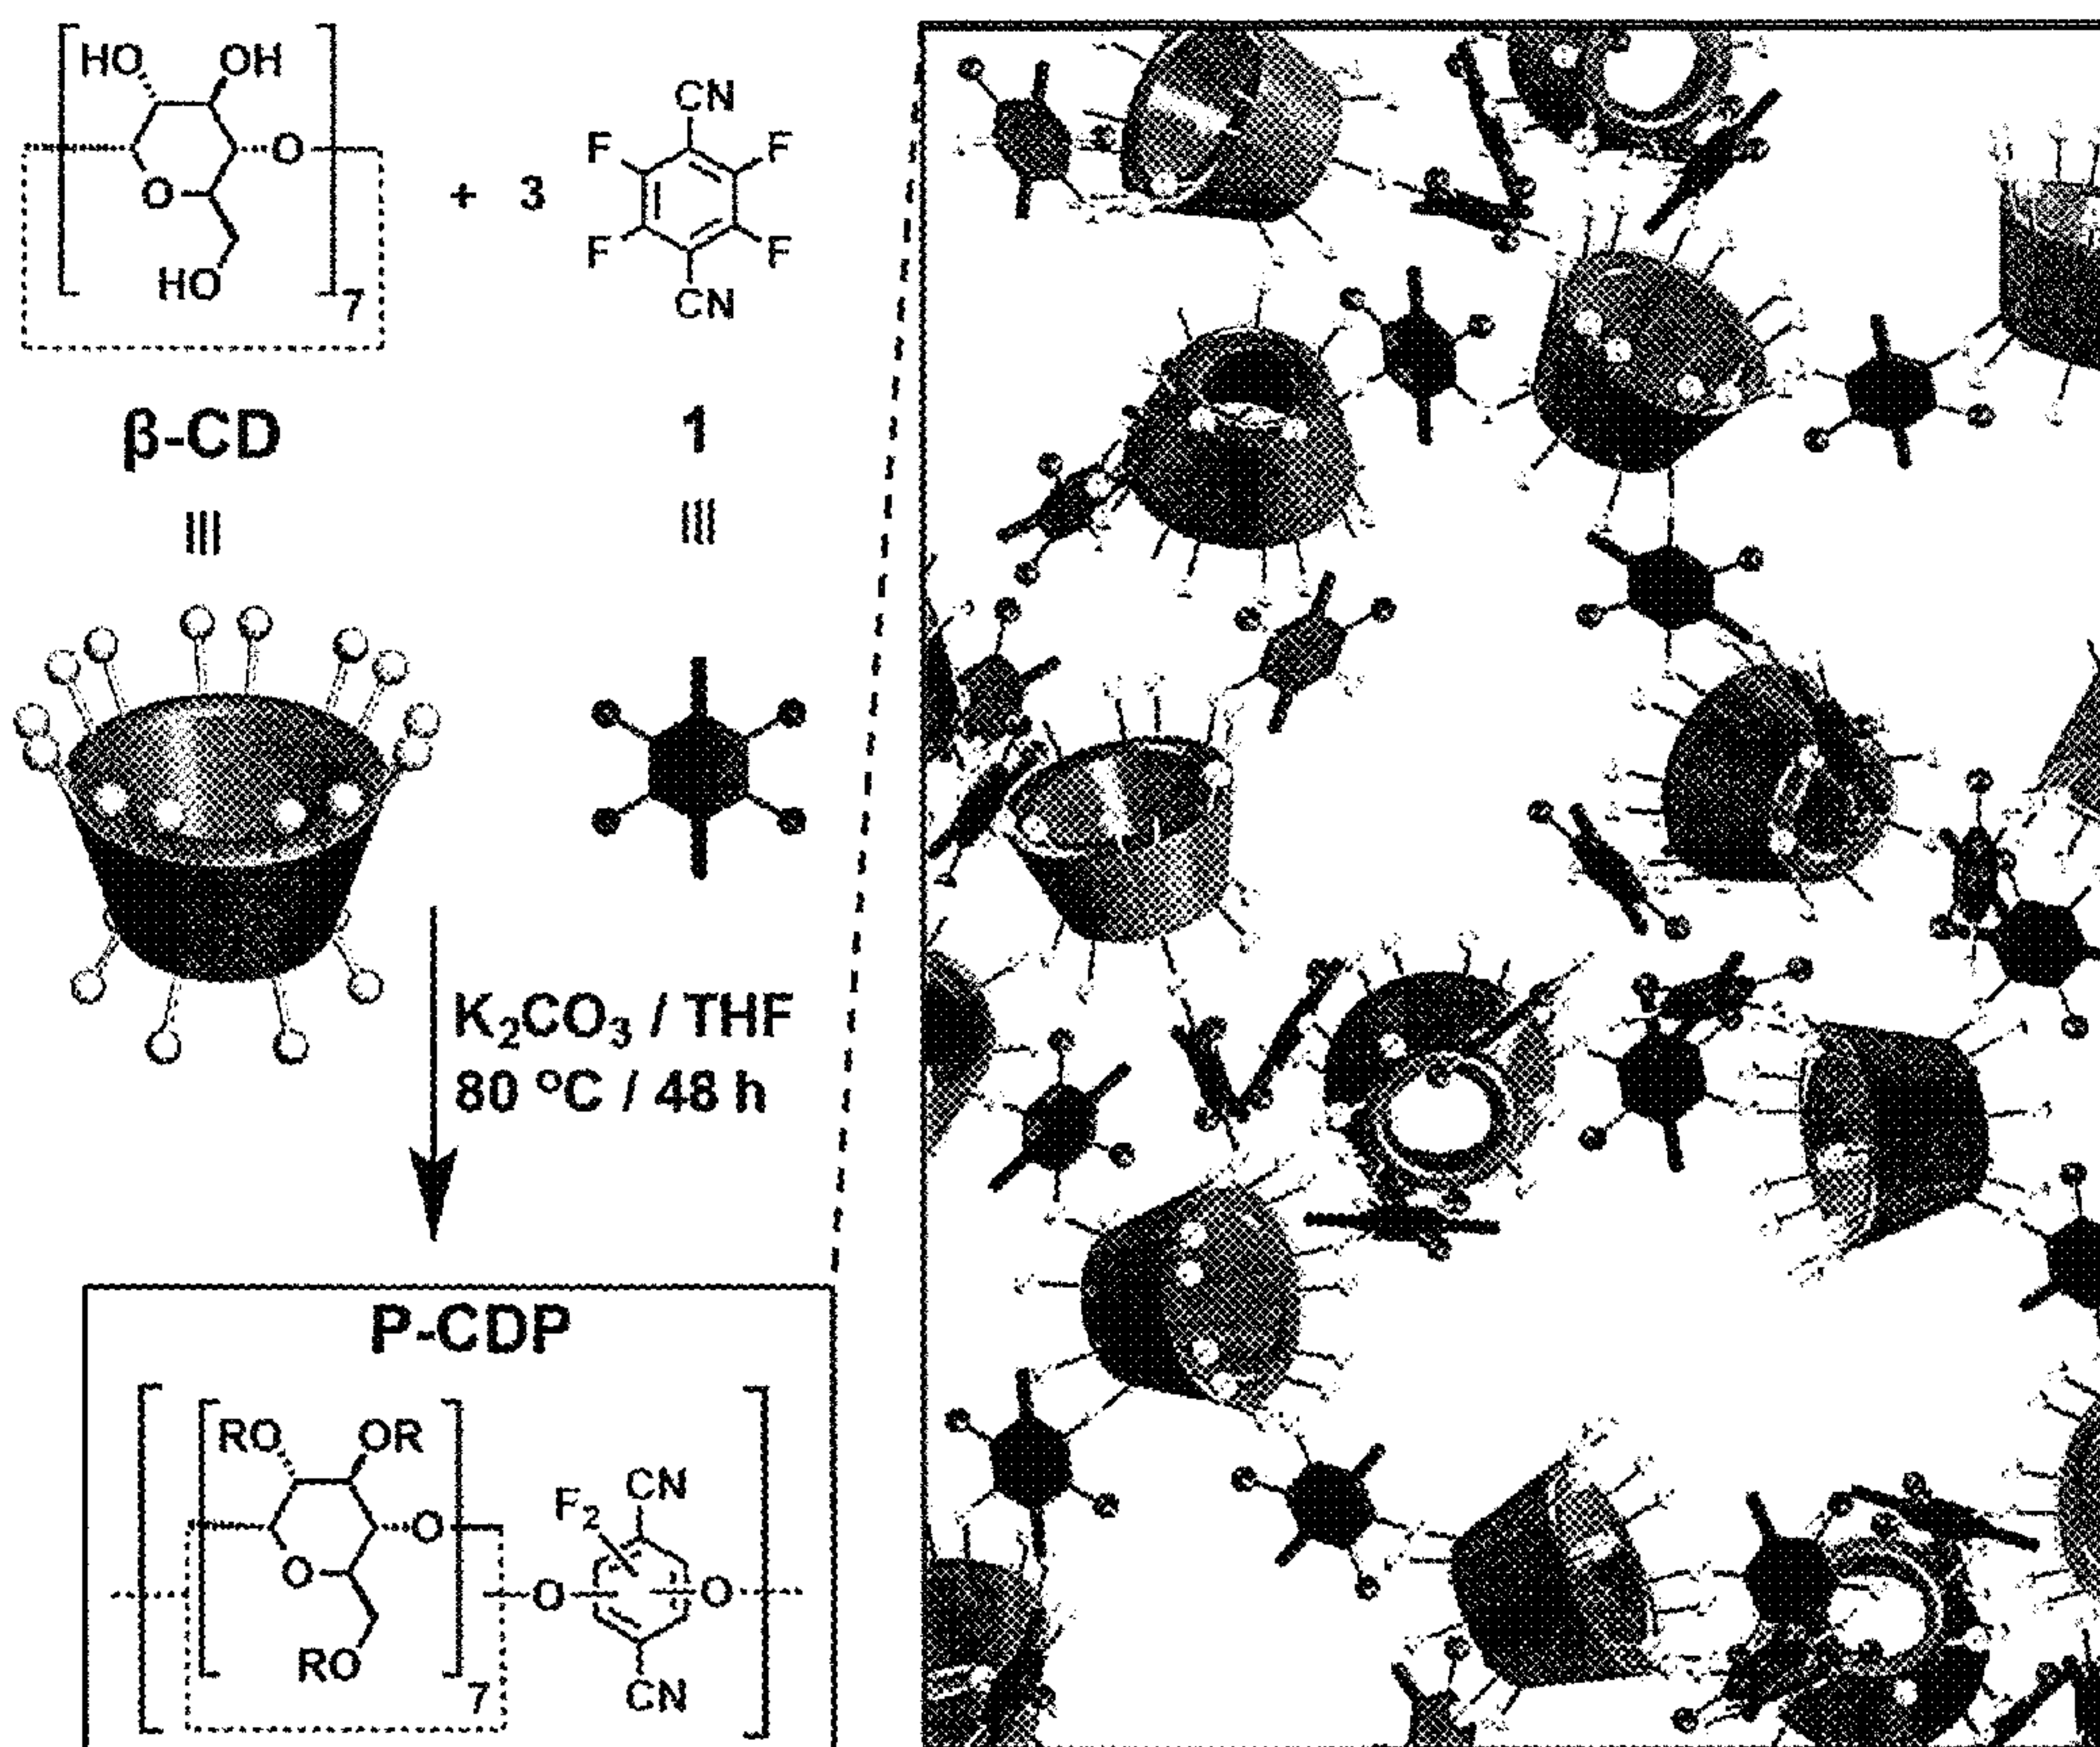 HO OH
O
O
HO
7
+ 3
CN
F F
F F
CN
β-CD
1
K₂CO₃ / THF
80 °C / 48 h
P-CDP
RO OR
O
O
RO
7
F₂
CN
O O
CN